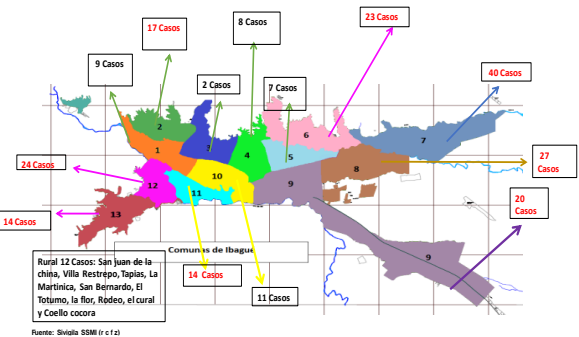 8 Casos
23 Casos
17 Casos
9 Casos
2 Casos
7 Casos
40 Casos
2
6
7
1
3
4
5
10
8
9
27
Casos
24 Casos
12
11
20
Casos
14 Casos
13
Comunas de Ibagué
9
Rural 12 Casos: San juan de la
china, Villa Restrepo, Tapias, La
Martinica, San Bernardo, El
Totumo, la flor, Rodeo, el cural
y Coello cocora
14 Casos
11 Casos
Fuente: Sivigila SSMI (r c f z)